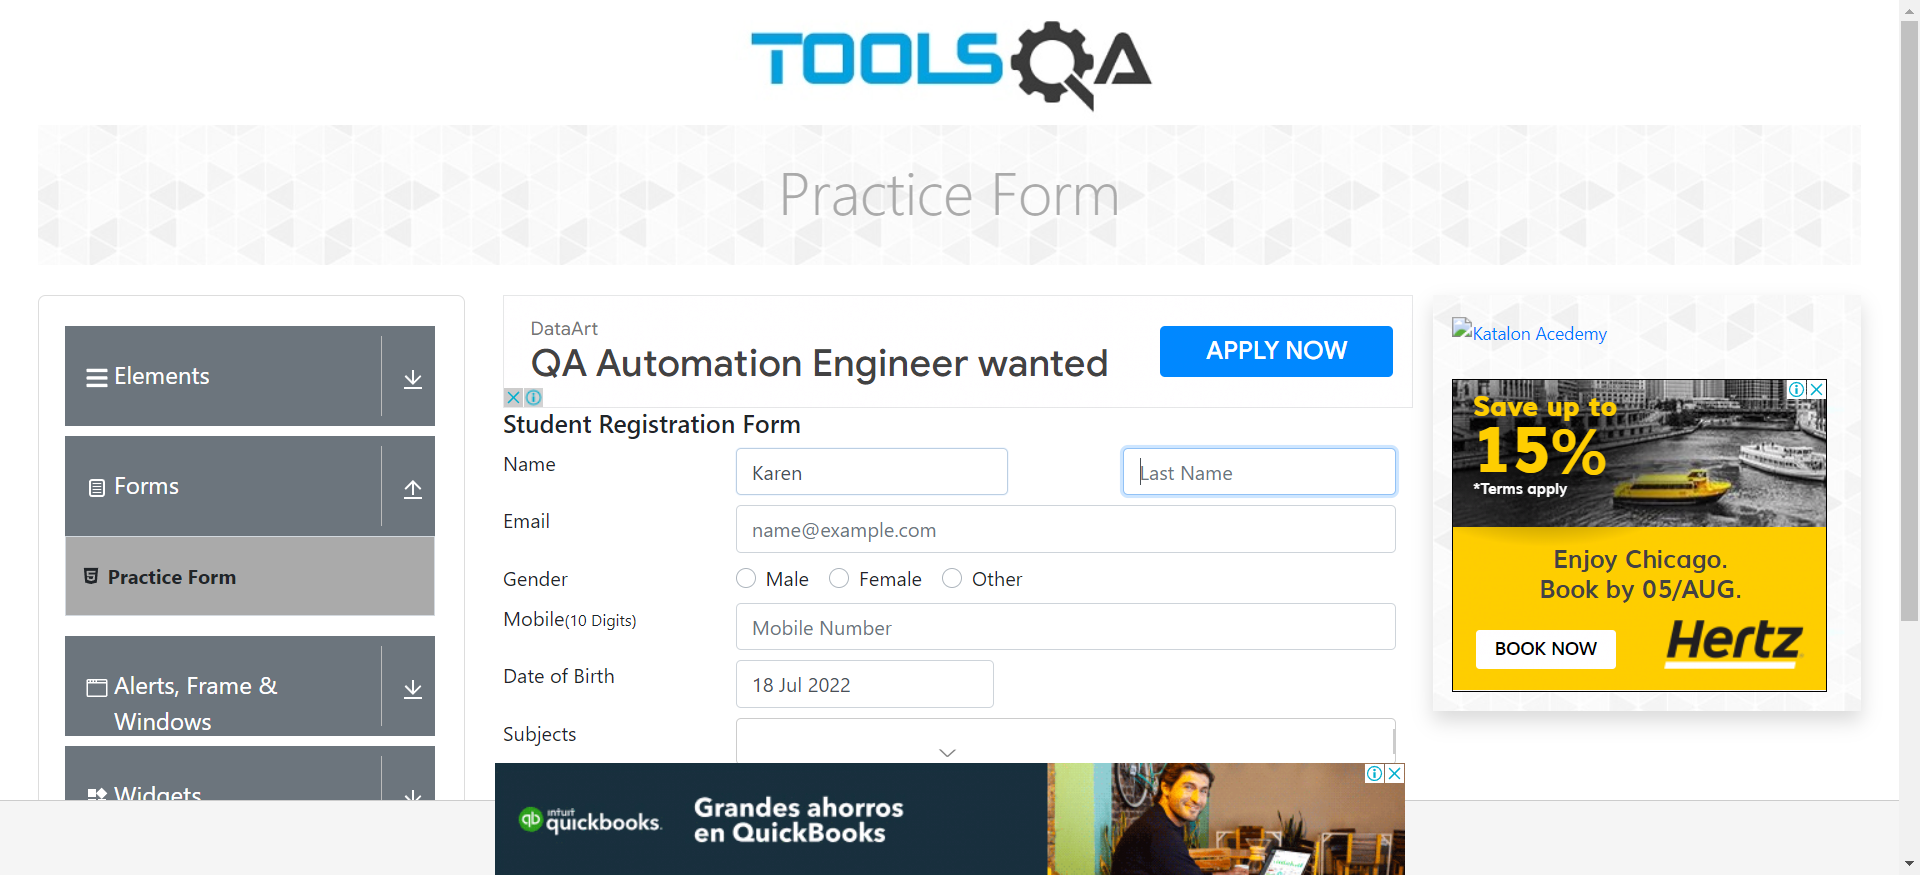 TOOLSQA
Practice Form
Elements
Forms
Practice Form
Alerts, Frame &
Windows
Widgets
DataArt
QA Automation Engineer wanted
APPLY NOW
Student Registration Form
Name
Karen
Last Name
Email
name@example.com
Gender
Male
Female
Other
Mobile(10 Digits)
Mobile Number
Date of Birth
18 Jul 2022
Subjects
Katalon Acedemy
Save up to
15%
*Terms apply
Enjoy Chicago.
Book by 05/AUG.
BOOK NOW
Hertz
qb
intuit
quickbooks.
Grandes ahorros
en QuickBooks